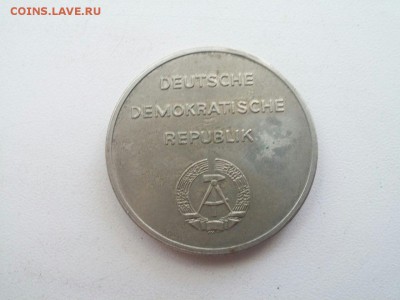 COINS.LAVE.RU
DEUTSCHE
DEMOKRATISCHE
REPUBLIK